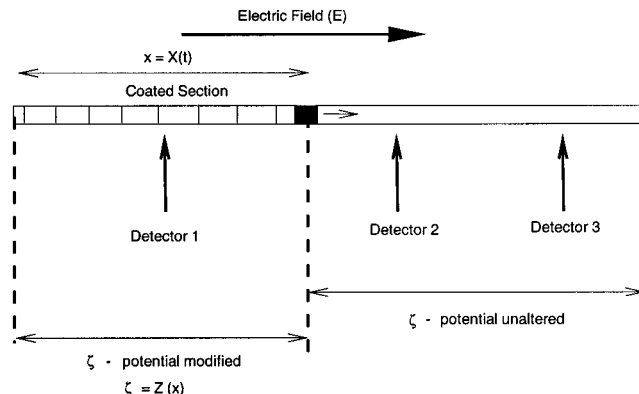 Electric Field (E)
x = X(t)
Coated Section
Detector 1
Detector 2
Detector 3
ζ - potential unaltered
ζ - potential modified
ζ = Z (x)